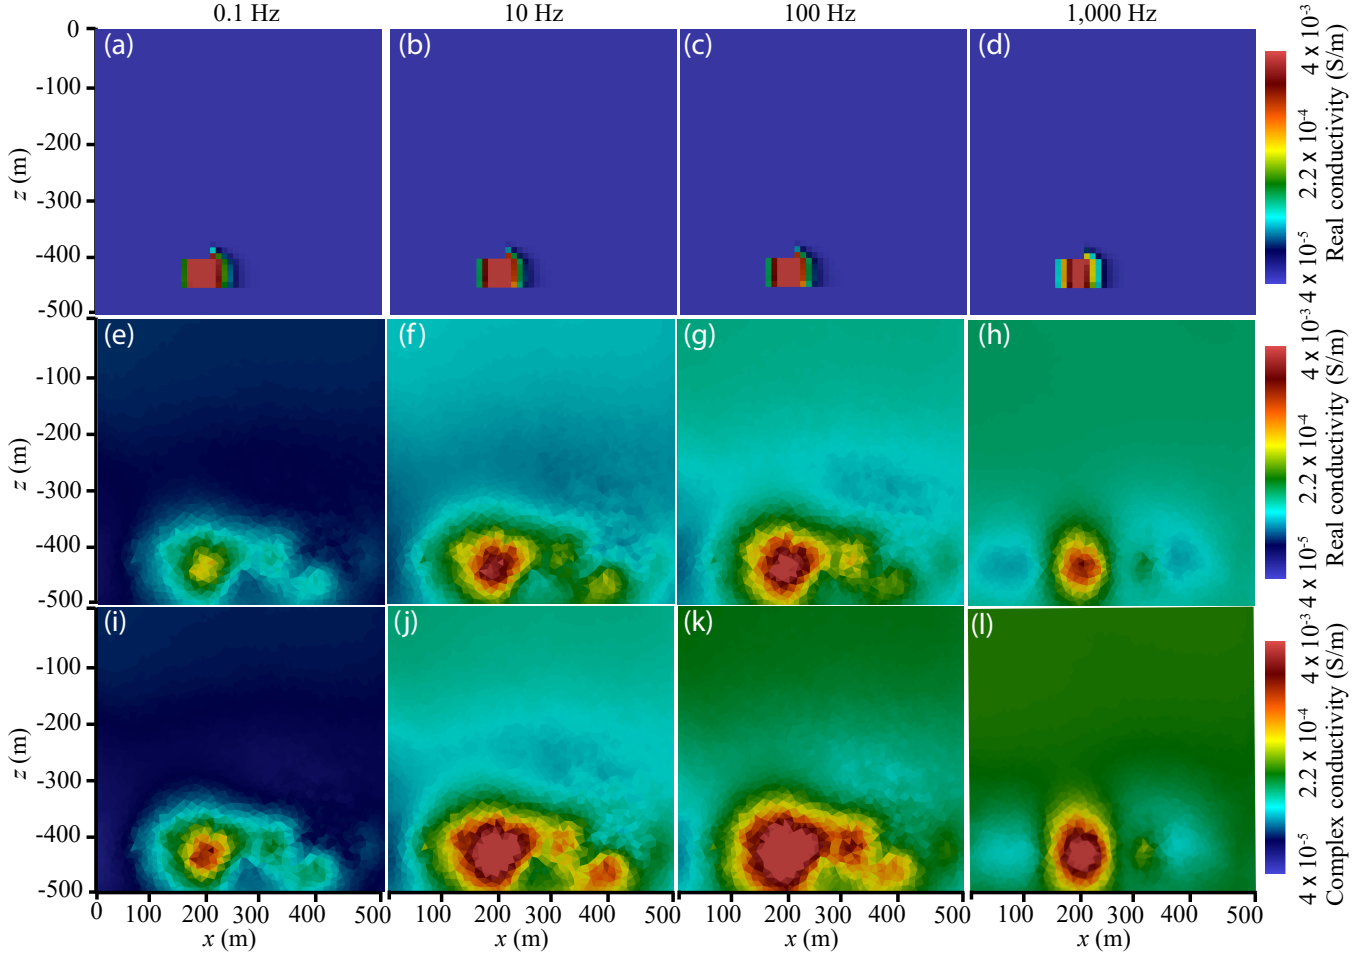 0.1 Hz 10 Hz 100 Hz 1,000 Hz
(a) (b) (c) (d)
0
-100
-200
-300
-400
-500
z (m)
4 x 10-5 2.2 x 10-4 4 x 10-3
Real conductivity (S/m)
(e) (f) (g) (h)
-100
-200
-300
-400
-500
z (m)
4 x 10-5 2.2 x 10-4 4 x 10-3
Real conductivity (S/m)
(i) (j) (k) (l)
-100
-200
-300
-400
-500
z (m)
4 x 10-5 2.2 x 10-4 4 x 10-3
Complex conductivity (S/m)
0 100 200 300 400 500 100 200 300 400 500 100 200 300 400 500 100 200 300 400 500
x (m) x (m) x (m) x (m)